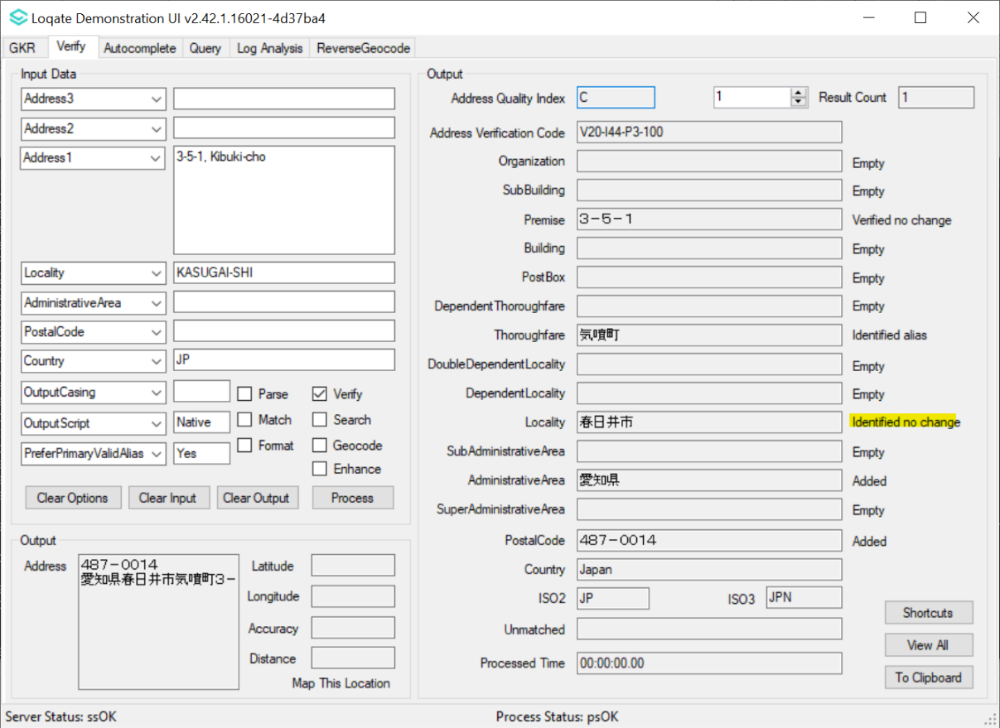 Loqate Demonstration UI v2.42.1.16021-4d37ba4
GKR Verify Autocomplete Query Log Analysis ReverseGeocode
Input Data
Address3
Address2
Address1 3-5-1, Kibuki-cho
Locality KASUGAI-SHI
AdministrativeArea
PostalCode
Country JP
OutputCasing Parse Verify
OutputScript Native Match Search
PreferPrimaryValidAlias Yes Format Geocode
Enhance
Clear Options Clear Input Clear Output Process
Output
Address 487-0014
愛知県春日井市気噴町3-
Latitude
Longitude
Accuracy
Distance
Map This Location
Output
Address Quality Index C 1 Result Count 1
Address Verification Code V20-I44-P3-100
Organization Empty
SubBuilding Empty
Premise 3-5-1 Verified no change
Building Empty
PostBox Empty
DependentThoroughfare Empty
Thoroughfare 気噴町 Identified alias
DoubleDependentLocality Empty
DependentLocality Empty
Locality 春日井市 Identified no change
SubAdministrativeArea Empty
AdministrativeArea 愛知県 Added
SuperAdministrativeArea Empty
PostalCode 487-0014 Added
Country Japan
ISO2 JP ISO3 JPN
Unmatched
Processed Time 00:00:00.00
Shortcuts
View All
To Clipboard
Server Status: ssOK Process Status: psOK